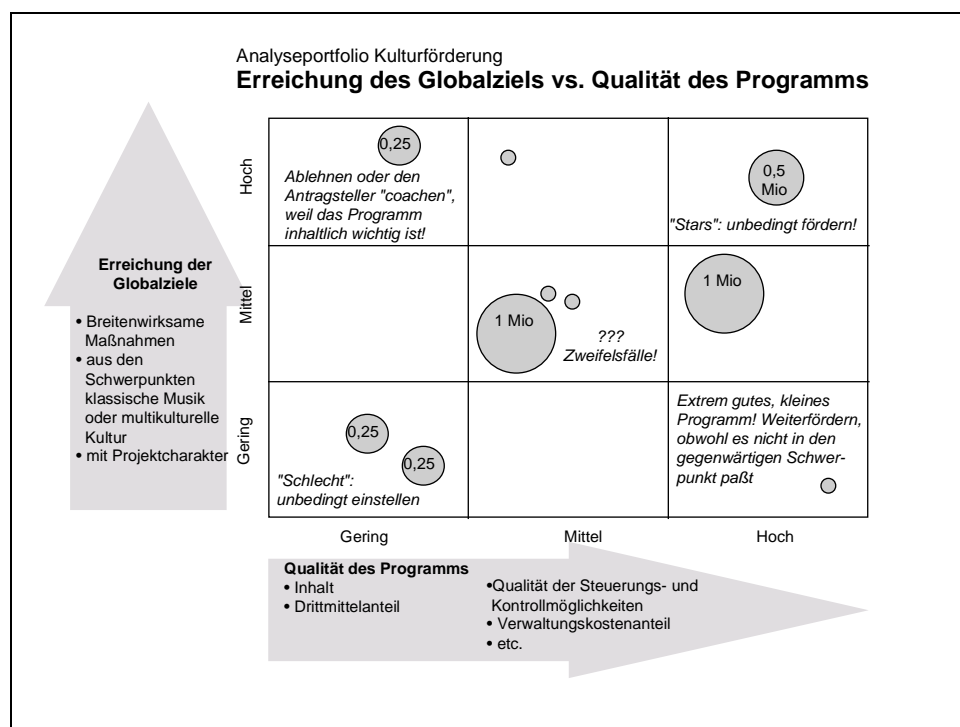 Analyseportfolio Kulturförderung
Erreichung des Globalziels vs. Qualität des Programms
Hoch
0,25
Ablehnen oder den
Antragsteller "coachen",
weil das Programm
inhaltlich wichtig ist!
0,5
Mio
"Stars": unbedingt fördern!
Erreichung der
Globalziele
• Breitenwirksame
Maßnahmen
• aus den
Schwerpunkten
klassische Musik
oder multikulturelle
Kultur
• mit Projektcharakter
Mittel
1 Mio
???
Zweifelsfälle!
1 Mio
Gering
0,25
0,25
"Schlecht":
unbedingt einstellen
Extrem gutes, kleines
Programm! Weiterfördern,
obwohl es nicht in den
gegenwärtigen Schwer-
punkt paßt
Gering
Mittel
Hoch
Qualität des Programms
• Inhalt
• Drittmittelanteil
•Qualität der Steuerungs- und
Kontrollmöglichkeiten
• Verwaltungskostenanteil
• etc.